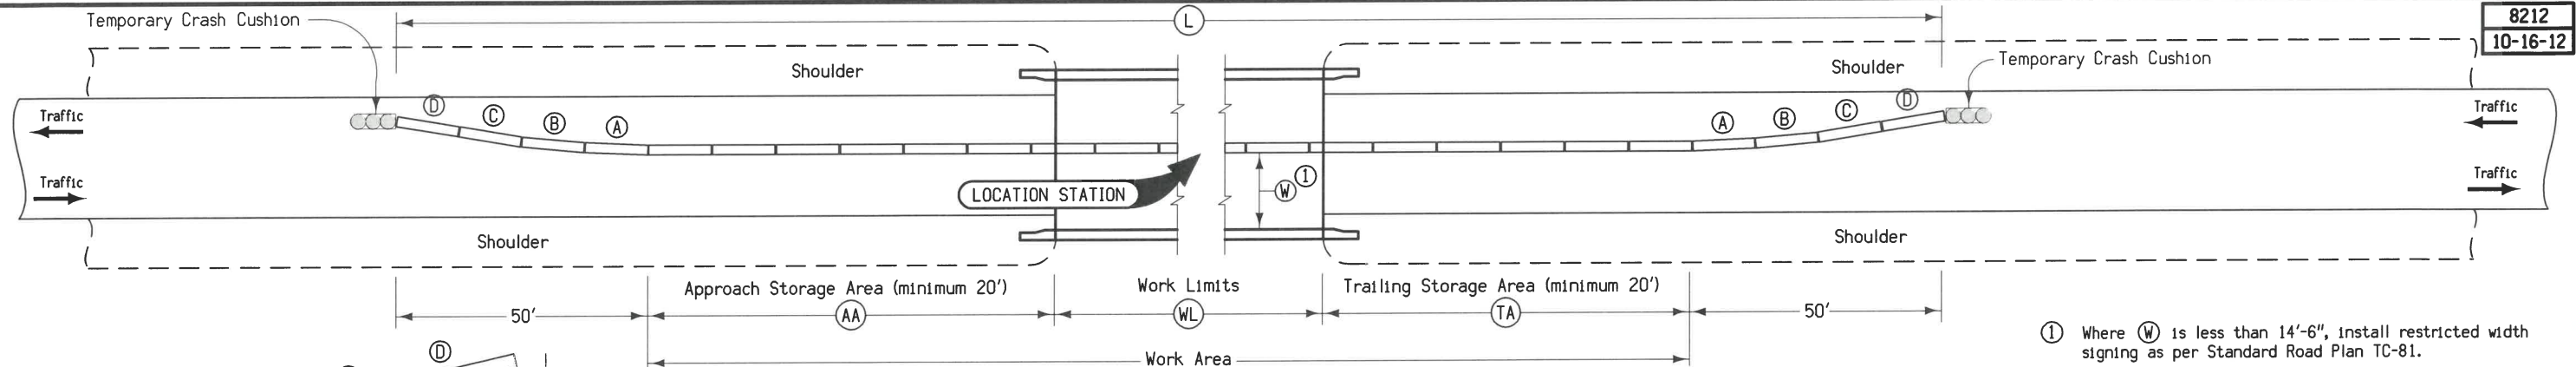 Temporary Crash Cushion
L
8212
10-16-12
Shoulder
Shoulder
Temporary Crash Cushion
D
C
B
A
A
B
C
D
Traffic
Traffic
LOCATION STATION
W 1
Traffic
Traffic
Shoulder
Shoulder
Approach Storage Area (minimum 20')
Work Limits
Trailing Storage Area (minimum 20')
50'
AA
WL
TA
50'
1 Where W is less than 14'-6", install restricted width
signing as per Standard Road Plan TC-81.
D
Work Area